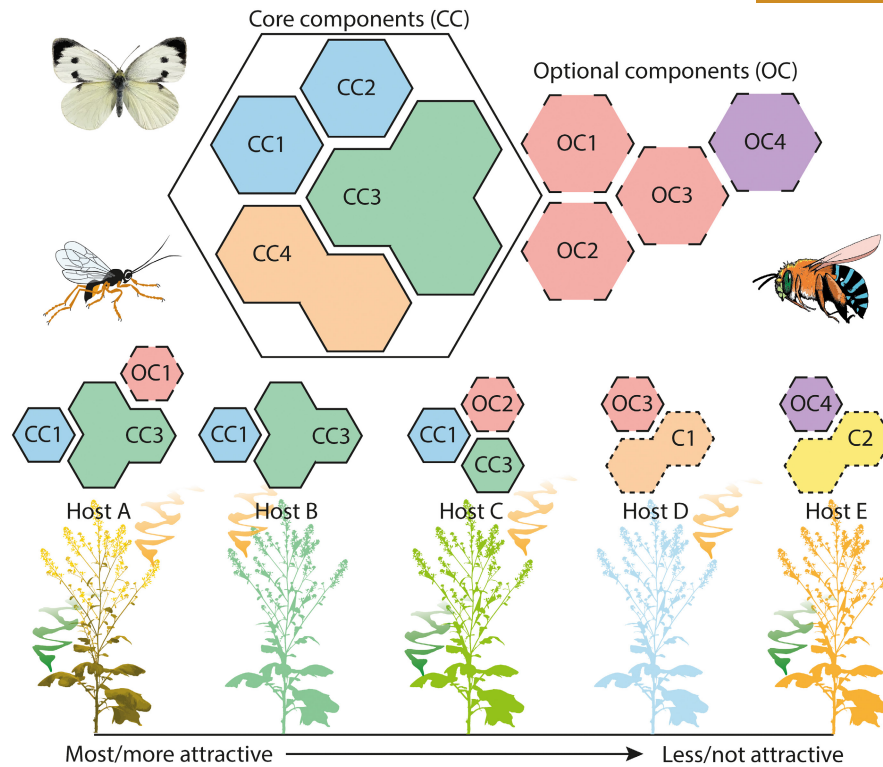 Core components (CC)
Optional components (OC)
CC2
CC1
CC3
CC4
OC1
OC4
OC3
OC2
OC1
CC1
CC3
CC1
CC3
OC2
CC1
CC3
OC3
C1
OC4
C2
Host A
Host B
Host C
Host D
Host E
Most/more attractive
Less/not attractive